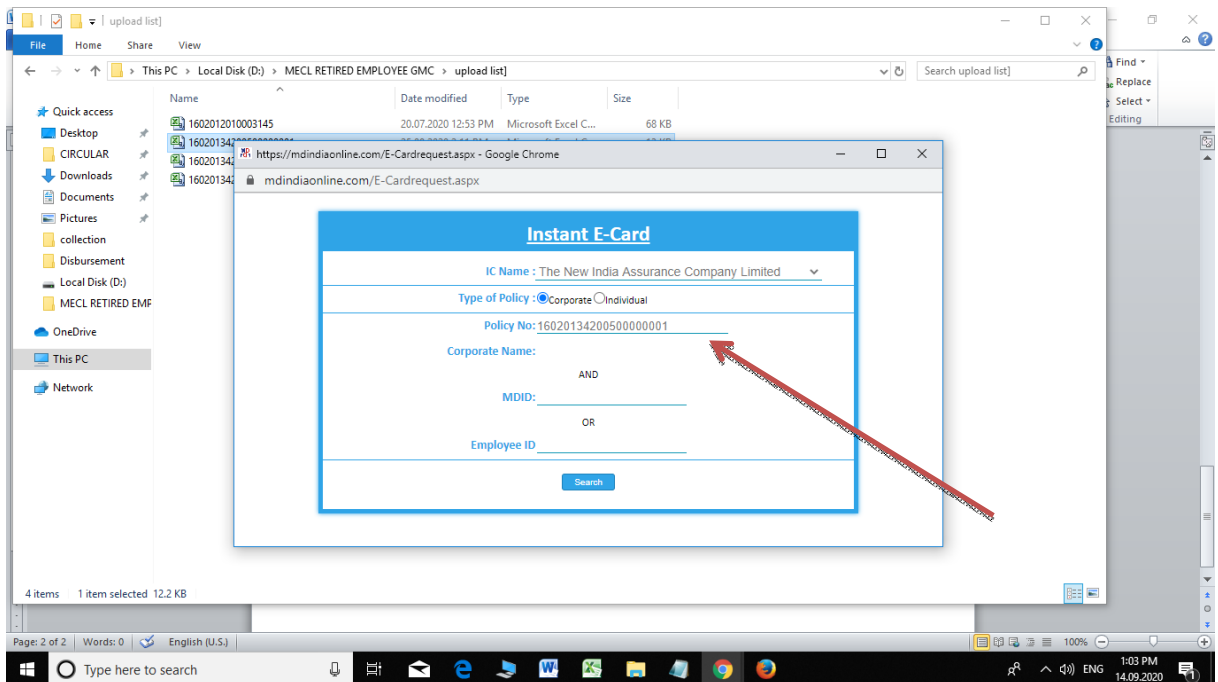 upload list]
File Home Share View
This PC > Local Disk (D:) > MECL RETIRED EMPLOYEE GMC > upload list]
Search upload list]
Find
Replace
Select
Editing
Name Date modified Type Size
Quick access
Desktop
CIRCULAR
Downloads
Documents
Pictures
collection
Disbursement
Local Disk (D:)
MECL RETIRED EMP
OneDrive
This PC
Network
1602012010003145 20.07.2020 12:53 PM Microsoft Excel C... 68 KB
16020134
16020134
https://mdindiaonline.com/E-Cardrequest.aspx - Google Chrome
mdindiaonline.com/E-Cardrequest.aspx
Instant E-Card
IC Name : The New India Assurance Company Limited
Type of Policy : Corporate Individual
Policy No: 16020134200500000001
Corporate Name:
AND
MDID:
OR
Employee ID
Search
4 items 1 item selected 12.2 KB
Page: 2 of 2 Words: 0 English (U.S.) 100%
Type here to search
ENG 1:03 PM
14.09.2020